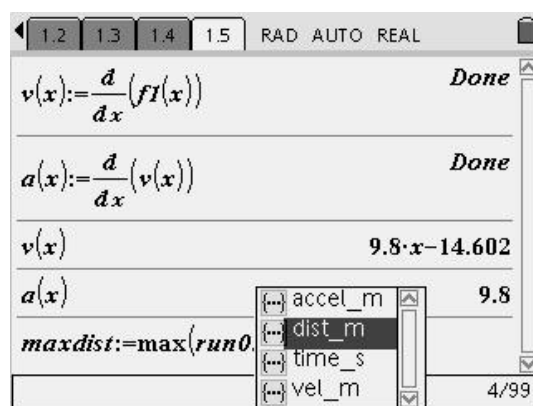 1.2 1.3 1.4 1.5 RAD AUTO REAL
v(x):=d/dx(f1(x)) Done
a(x):=d/dx(v(x)) Done
v(x) 9.8·x−14.602
a(x) 9.8
maxdist:=max(run0.
{···} accel_m
{···} dist_m
{···} time_s
{···} vel_m
4/99